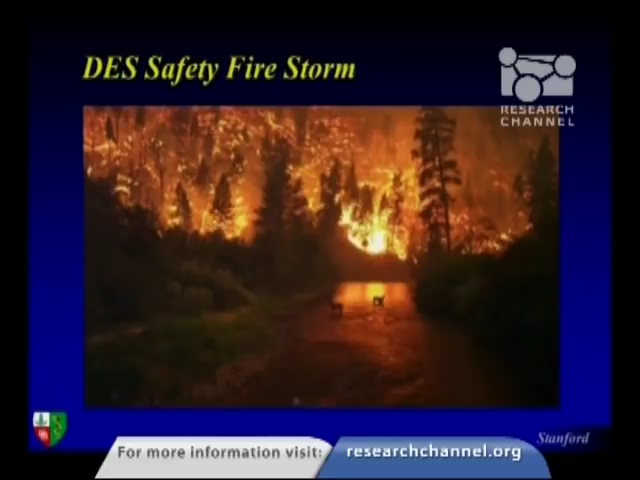 DES Safety Fire Storm
RESEARCH
CHANNEL
Stanford
For more information visit: researchchannel.org